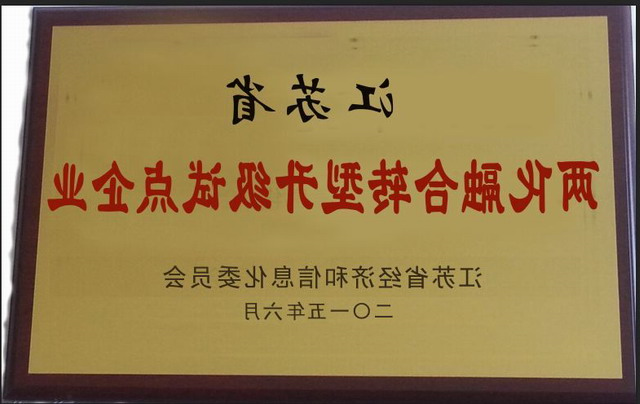 江苏省
两化融合转型升级试点企业
江苏省经济和信息化委员会
二〇一五年六月